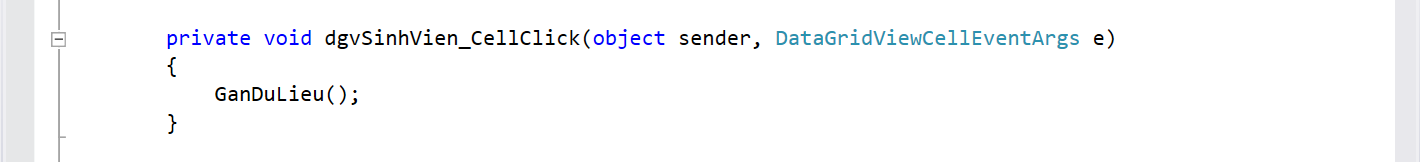 private void dgvSinhVien_CellClick(object sender, DataGridViewCellEventArgs e)
{
GanDuLieu();
}